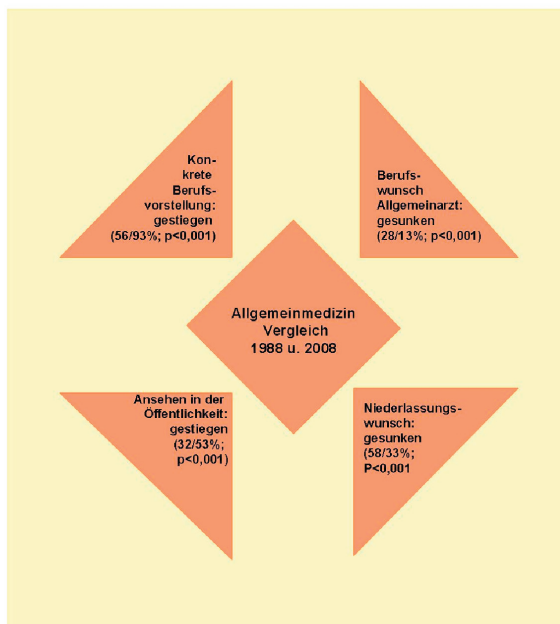 Kon-
krete
Berufs-
vorstellung:
gestiegen
(56/93%; p<0,001)
Berufs-
wunsch
Allgemeinarzt:
gesunken
(28/13%; p<0,001)
Allgemeinmedizin
Vergleich
1988 u. 2008
Ansehen in der
Öffentlichkeit:
gestiegen
(32/53%;
p<0,001)
Niederlassungs-
wunsch:
gesunken
(58/33%;
P<0,001